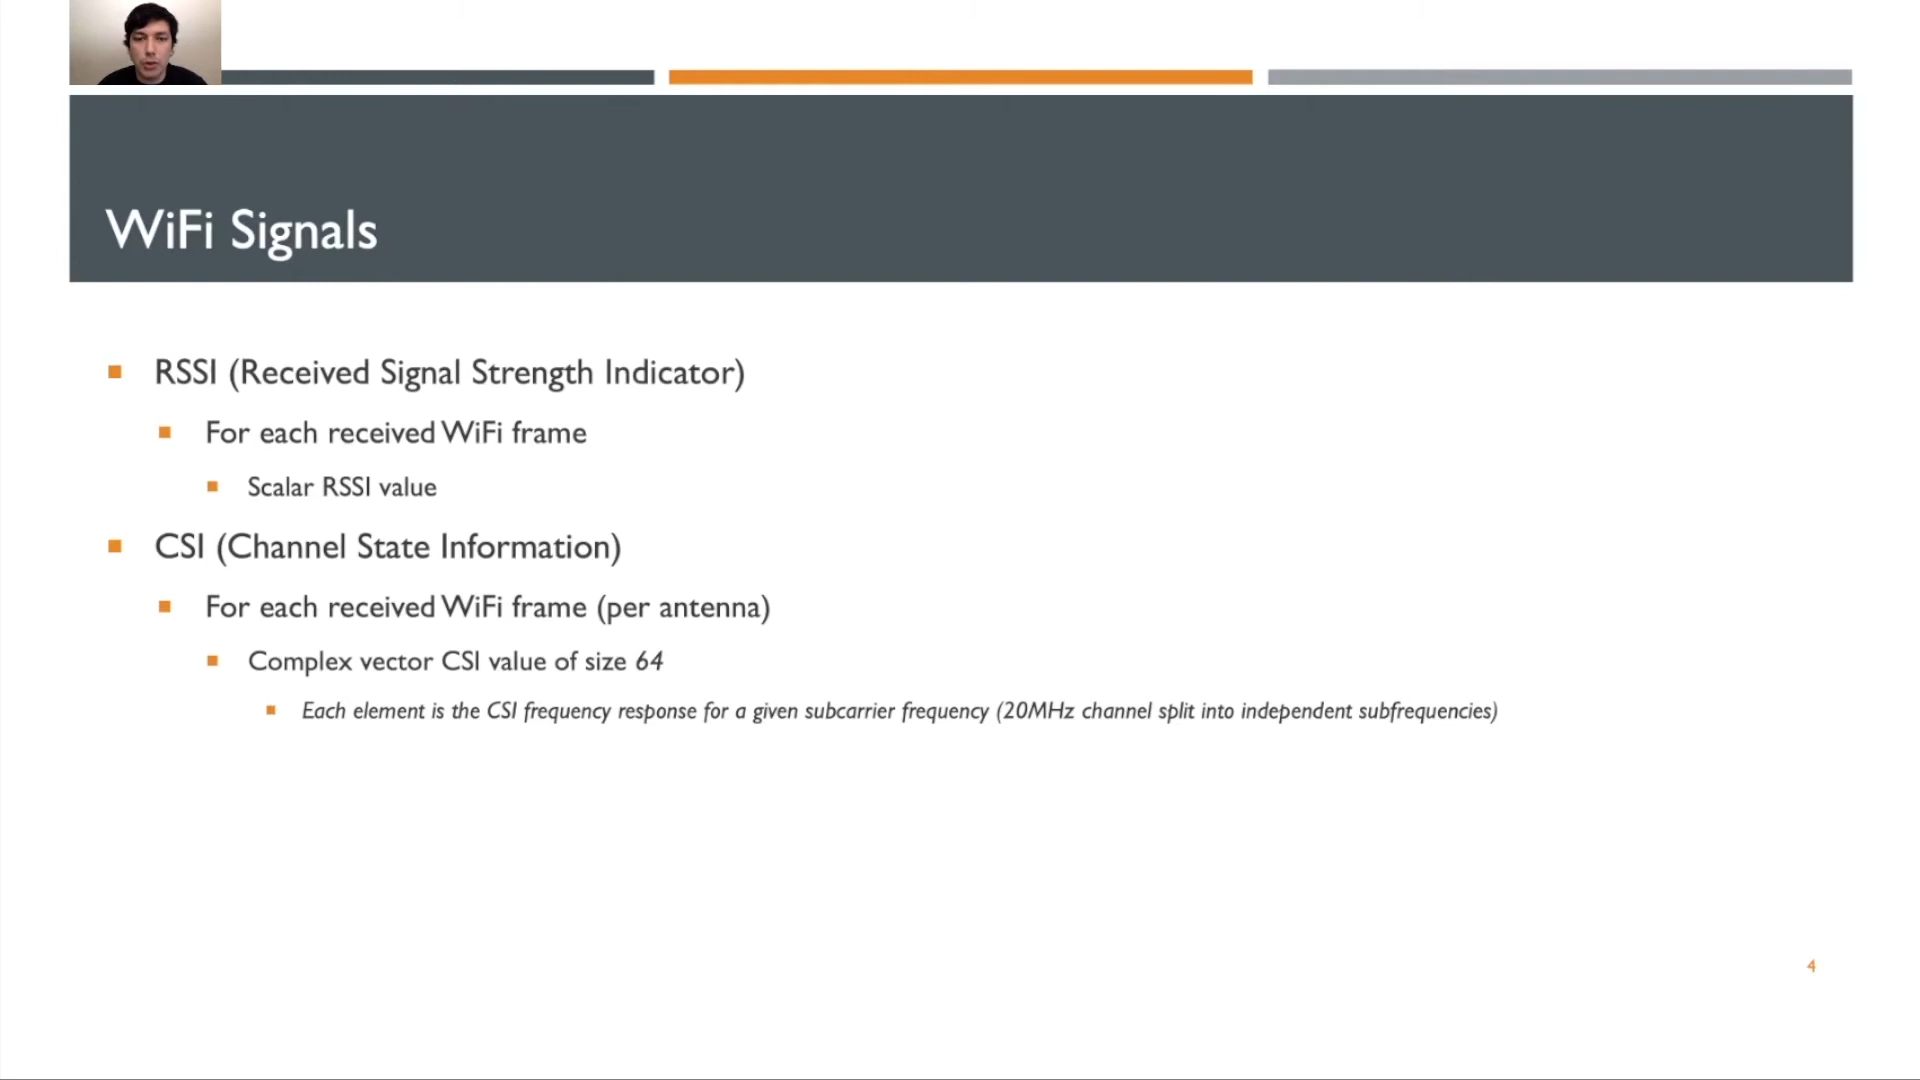 WiFi Signals
RSSI (Received Signal Strength Indicator)
For each received WiFi frame
Scalar RSSI value
CSI (Channel State Information)
For each received WiFi frame (per antenna)
Complex vector CSI value of size 64
Each element is the CSI frequency response for a given subcarrier frequency (20MHz channel split into independent subfrequencies)
4